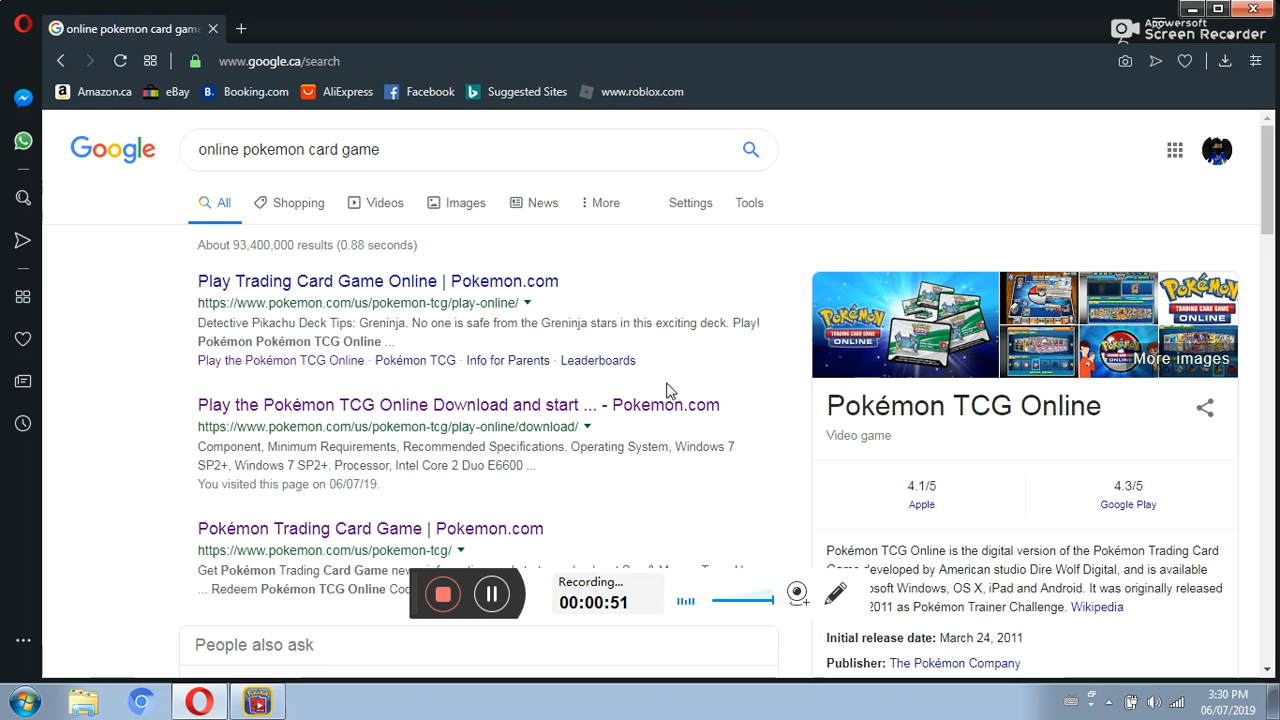 online pokemon card game
Apowersoft
Screen Recorder
www.google.ca/search
Amazon.ca eBay Booking.com AliExpress Facebook Suggested Sites www.roblox.com
Google
online pokemon card game
All Shopping Videos Images News More Settings Tools
About 93,400,000 results (0.88 seconds)
Play Trading Card Game Online | Pokemon.com
https://www.pokemon.com/us/pokemon-tcg/play-online/
Detective Pikachu Deck Tips: Greninja. No one is safe from the Greninja stars in this exciting deck. Play!
Pokémon Pokémon TCG Online ...
Play the Pokémon TCG Online · Pokémon TCG · Info for Parents · Leaderboards
Play the Pokémon TCG Online Download and start ... - Pokemon.com
https://www.pokemon.com/us/pokemon-tcg/play-online/download/
Component, Minimum Requirements, Recommended Specifications. Operating System, Windows 7
SP2+, Windows 7 SP2+. Processor, Intel Core 2 Duo E6600 ...
You visited this page on 06/07/19.
Pokémon Trading Card Game | Pokemon.com
https://www.pokemon.com/us/pokemon-tcg/
Get Pokémon Trading Card Game
... Redeem Pokémon TCG Online
People also ask
Recording...
00:00:51
More images
Pokémon TCG Online
Video game
4.1/5
Apple
4.3/5
Google Play
Pokémon TCG Online is the digital version of the Pokémon Trading Card
Game developed by American studio Dire Wolf Digital, and is available
osoft Windows, OS X, iPad and Android. It was originally released
2011 as Pokémon Trainer Challenge. Wikipedia
Initial release date: March 24, 2011
Publisher: The Pokémon Company
3:30 PM
06/07/2019